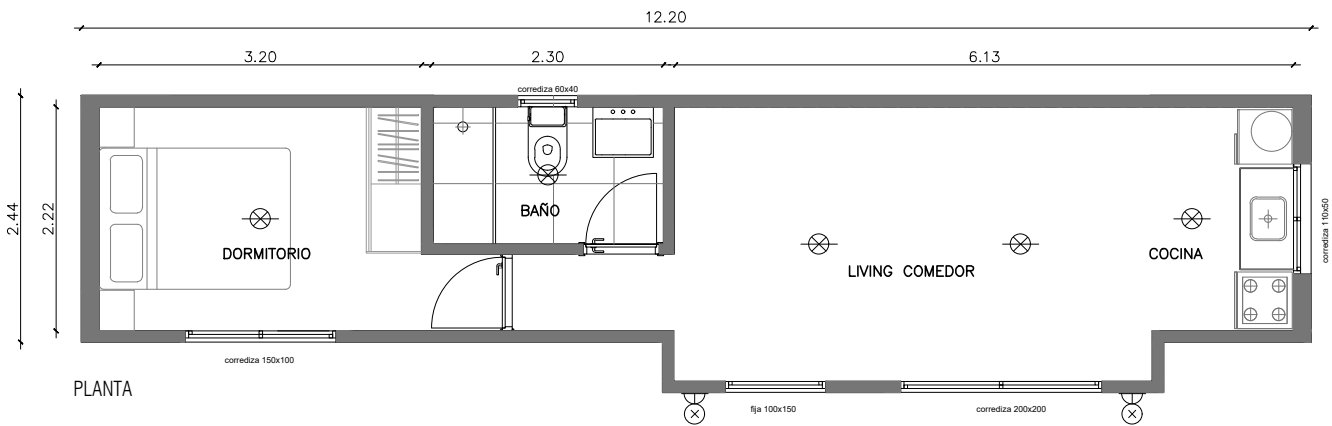 12.20
3.20
2.30
6.13
corrediza 60x40
2.44
2.22
BAÑO
DORMITORIO
LIVING COMEDOR
COCINA
corrediza 110x50
corrediza 150x100
PLANTA
fija 100x150
corrediza 200x200